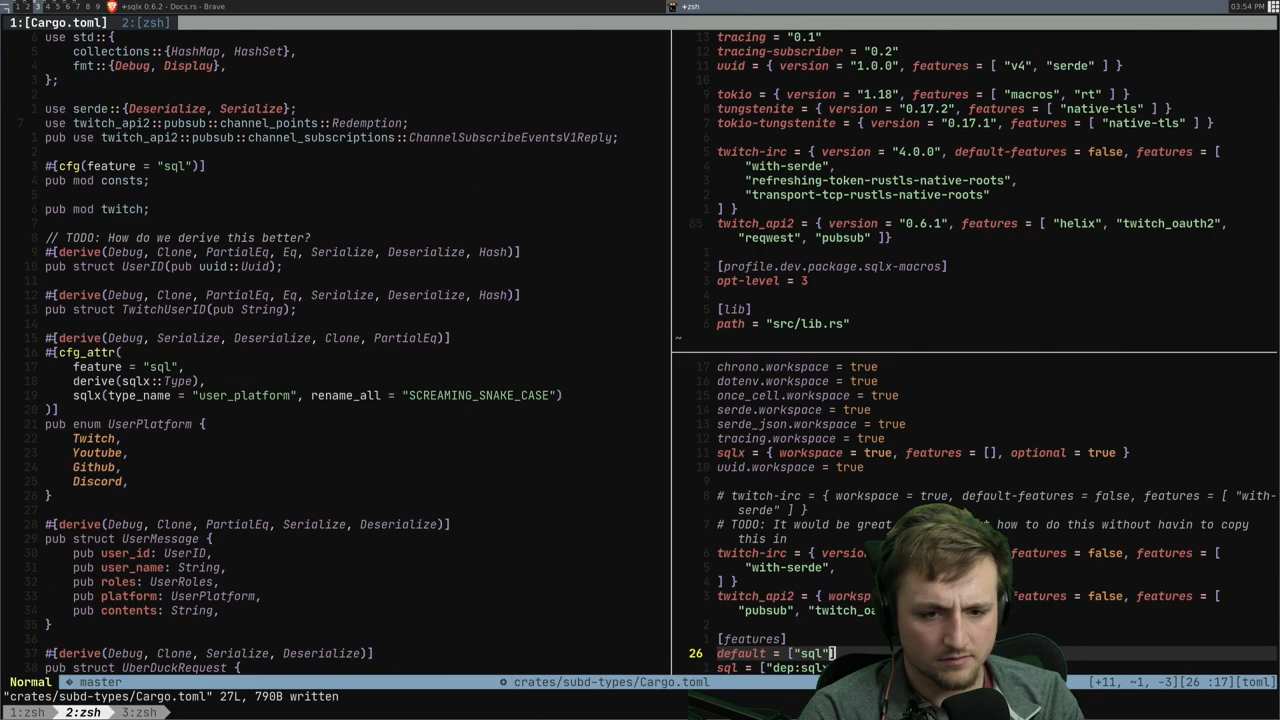 1 2 3 4 5 6 7 8 9 +sqlx 0.6.2 - Docs.rs - Brave
+zsh
03:54 PM
1:[Cargo.toml] 2:[zsh]
6 use std::{
5 collections::{HashMap, HashSet},
4 fmt::{Debug, Display},
3 };
2
1 use serde::{Deserialize, Serialize};
7 use twitch_api2::pubsub::channel_points::Redemption;
1 pub use twitch_api2::pubsub::channel_subscriptions::ChannelSubscribeEventsV1Reply;
2
3 #[cfg(feature = "sql")]
4 pub mod consts;
5
6 pub mod twitch;
7
8 // TODO: How do we derive this better?
9 #[derive(Debug, Clone, PartialEq, Eq, Serialize, Deserialize, Hash)]
10 pub struct UserID(pub uuid::Uuid);
11
12 #[derive(Debug, Clone, PartialEq, Eq, Serialize, Deserialize, Hash)]
13 pub struct TwitchUserID(pub String);
14
15 #[derive(Debug, Serialize, Deserialize, Clone, PartialEq)]
16 #[cfg_attr(
17 feature = "sql",
18 derive(sqlx::Type),
19 sqlx(type_name = "user_platform", rename_all = "SCREAMING_SNAKE_CASE")
20 )]
21 pub enum UserPlatform {
22 Twitch,
23 Youtube,
24 Github,
25 Discord,
26 }
27
28 #[derive(Debug, Clone, PartialEq, Serialize, Deserialize)]
29 pub struct UserMessage {
30 pub user_id: UserID,
31 pub user_name: String,
32 pub roles: UserRoles,
33 pub platform: UserPlatform,
34 pub contents: String,
35 }
36
37 #[derive(Debug, Clone, Serialize, Deserialize)]
38 pub struct UberDuckRequest {
13 tracing = "0.1"
12 tracing-subscriber = "0.2"
11 uuid = { version = "1.0.0", features = [ "v4", "serde" ] }
10
9 tokio = { version = "1.18", features = [ "macros", "rt" ] }
8 tungstenite = { version = "0.17.2", features = [ "native-tls" ] }
7 tokio-tungstenite = { version = "0.17.1", features = [ "native-tls" ] }
6
5 twitch-irc = { version = "4.0.0", default-features = false, features = [
4 "with-serde",
3 "refreshing-token-rustls-native-roots",
2 "transport-tcp-rustls-native-roots"
1 ] }
85 twitch_api2 = { version = "0.6.1", features = [ "helix", "twitch_oauth2",
"reqwest", "pubsub" ]}
1
2 [profile.dev.package.sqlx-macros]
3 opt-level = 3
4
5 [lib]
6 path = "src/lib.rs"
~
17 chrono.workspace = true
16 dotenv.workspace = true
15 once_cell.workspace = true
14 serde.workspace = true
13 serde_json.workspace = true
12 tracing.workspace = true
11 sqlx = { workspace = true, features = [], optional = true }
10 uuid.workspace = true
9
8 # twitch-irc = { workspace = true, default-features = false, features = [ "with-
serde" ] }
7 # TODO: It would be great how to do this without havin to copy
this in
6 twitch-irc = { features = false, features = [
5 "with-serde",
4 ] }
3 twitch_api2 = { features = false, features = [
"pubsub",
2
1 [features]
26 default = ["sql"]
1 sql =
Normal master crates/subd-types/Cargo.toml [+11, ~1, -3][26 :17][toml]
"crates/subd-types/Cargo.toml" 27L, 790B written
1:zsh 2:zsh 3:zsh